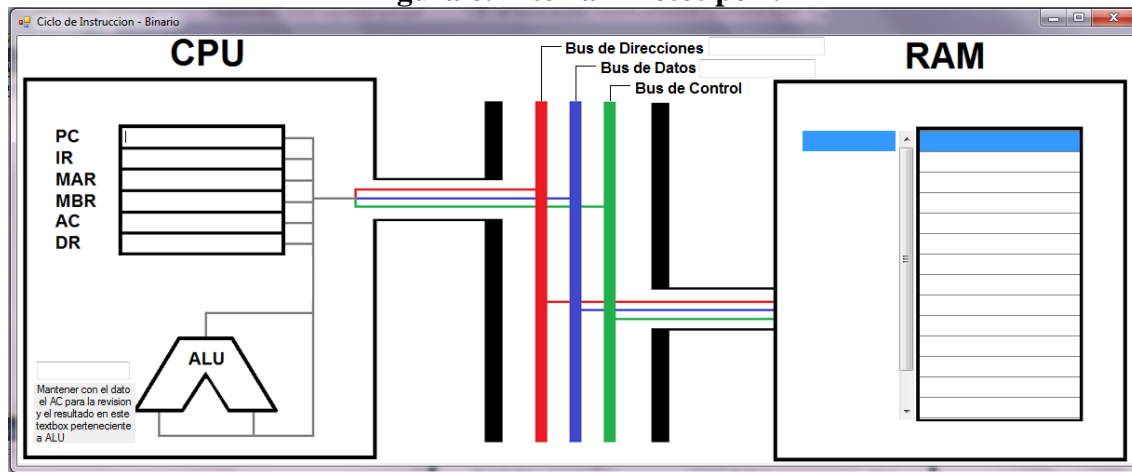 Ciclo de Instruccion - Binario
CPU
Bus de Direcciones
Bus de Datos
Bus de Control
RAM
PC
IR
MAR
MBR
AC
DR
ALU
Mantener con el dato
el AC para la revision
y el resultado en este
textbox perteneciente
a ALU